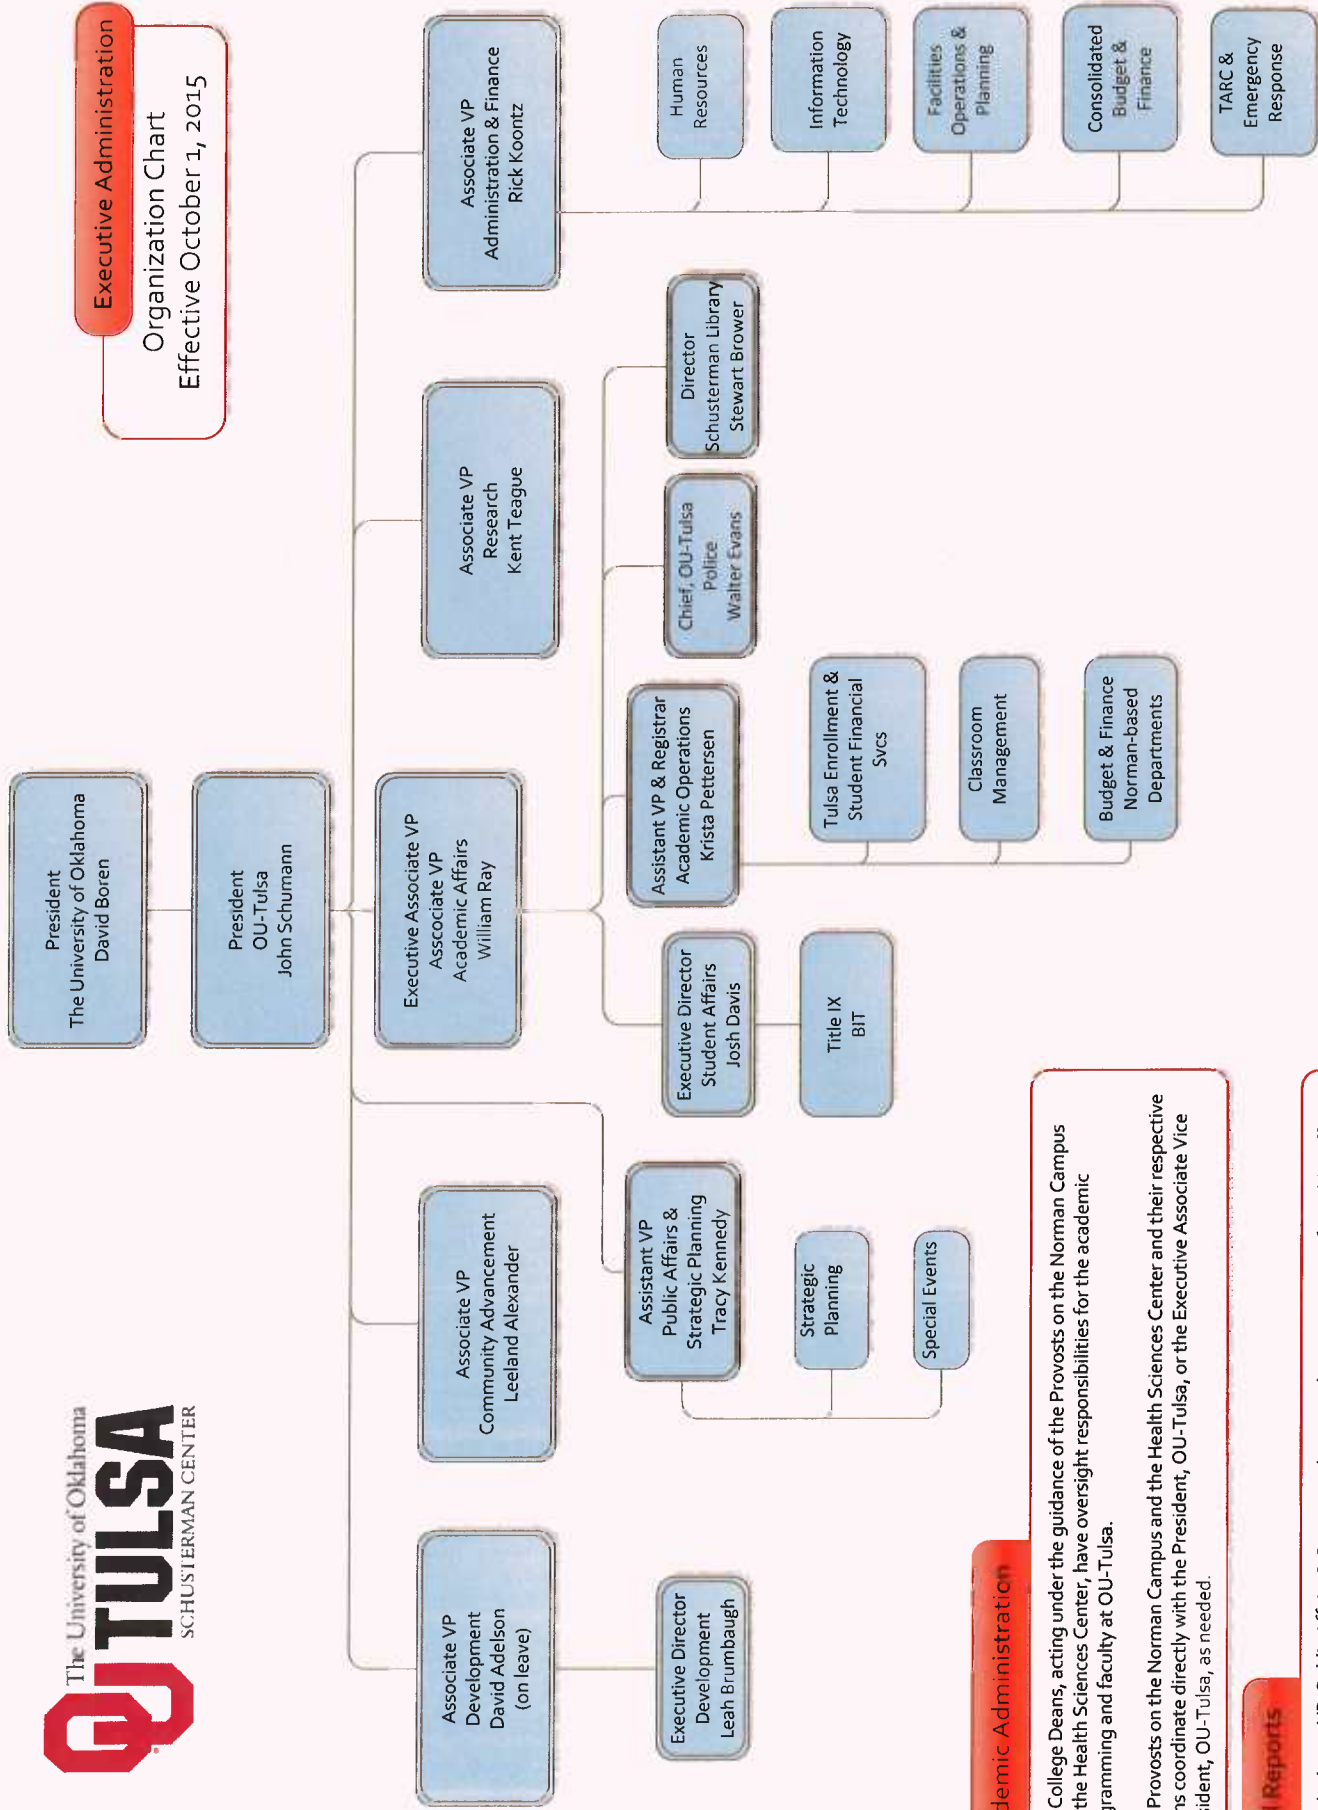 The University of Oklahoma
OU TULSA
SCHUSTERMAN CENTER
Executive Administration
Organization Chart
Effective October 1, 2015
President
The University of Oklahoma
David Boren
President
OU-Tulsa
John Schumann
Associate VP
Development
David Adelson
(on leave)
Associate VP
Community Advancement
Leeland Alexander
Executive Associate VP
Asscociate VP
Academic Affairs
William Ray
Associate VP
Research
Kent Teague
Associate VP
Administration & Finance
Rick Koontz
Executive Director
Development
Leah Brumbaugh
Assistant VP
Public Affairs &
Strategic Planning
Tracy Kennedy
Executive Director
Student Affairs
Josh Davis
Assistant VP & Registrar
Academic Operations
Krista Pettersen
Chief, OU-Tulsa
Police
Walter Evans
Director
Schusterman Library
Stewart Brower
Human
Resources
Strategic
Planning
Special Events
Title IX
BIT
Tulsa Enrollment &
Student Financial
Svcs
Classroom
Management
Budget & Finance
Norman-based
Departments
Information
Technology
Facilities
Operations &
Planning
Consolidated
Budget &
Finance
TARC &
Emergency
Response
demic Administration
College Deans, acting under the guidance of the Provosts on the Norman Campus
the Health Sciences Center, have oversight responsibilities for the academic
gramming and faculty at OU-Tulsa.
Provosts on the Norman Campus and the Health Sciences Center and their respective
ns coordinate directly with the President, OU-Tulsa, or the Executive Associate Vice
sident, OU-Tulsa, as needed.
Reports